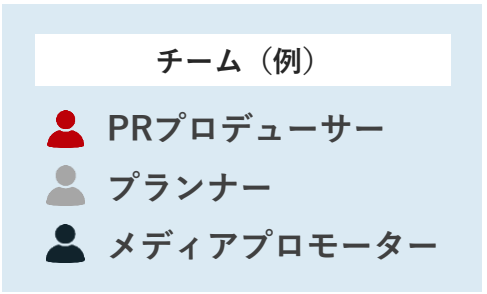 チーム（例）
PRプロデューサー
プランナー
メディアプロモーター